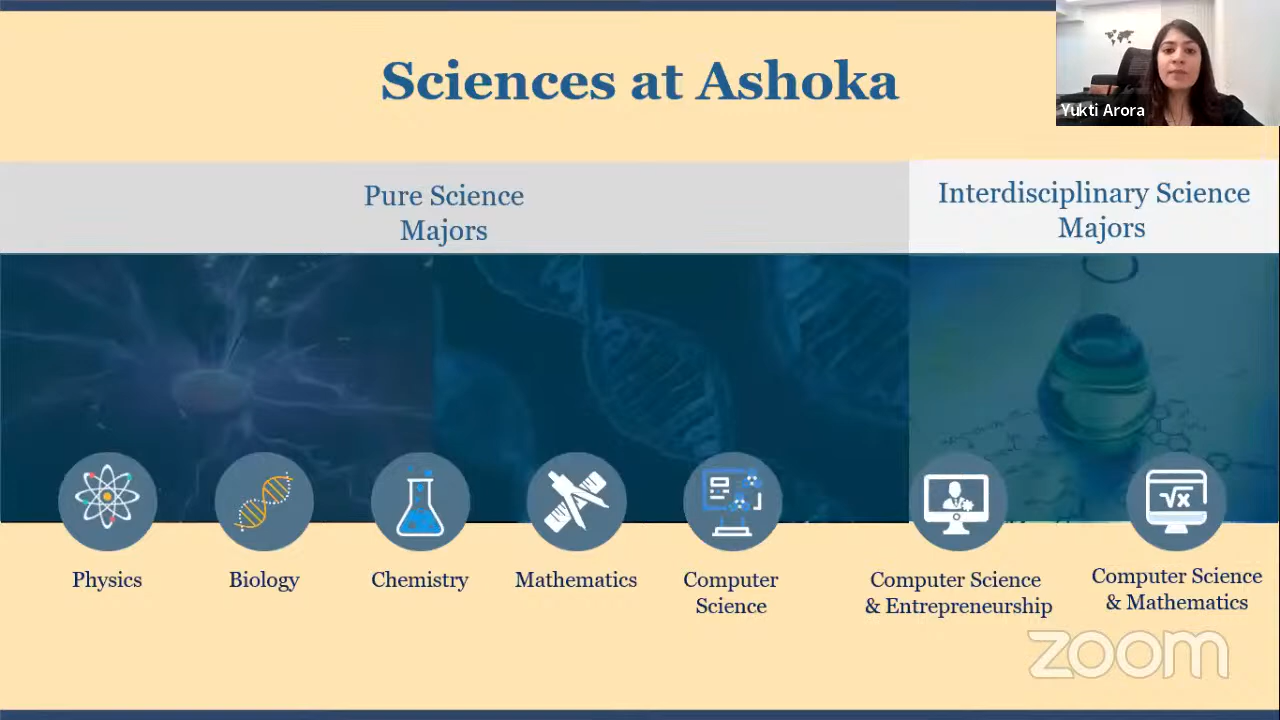 Sciences at Ashoka
Yukti Arora
Pure Science
Majors
Interdisciplinary Science
Majors
√x
Physics
Biology
Chemistry
Mathematics
Computer
Science
Computer Science
& Entrepreneurship
Computer Science
& Mathematics
zoom